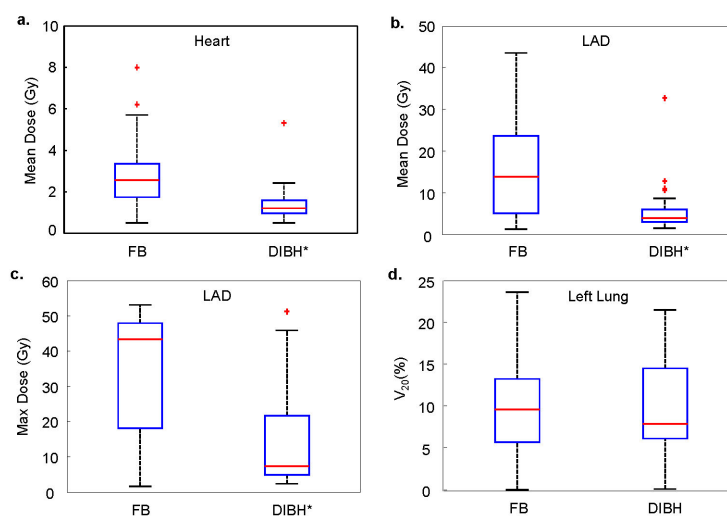 a.
Heart
Mean Dose (Gy)
10
8
6
4
2
0
FB
DIBH*
b.
LAD
Mean Dose (Gy)
50
40
30
20
10
0
FB
DIBH*
c.
LAD
Max Dose (Gy)
60
50
40
30
20
10
0
FB
DIBH*
d.
Left Lung
V20(%)
25
20
15
10
5
0
FB
DIBH